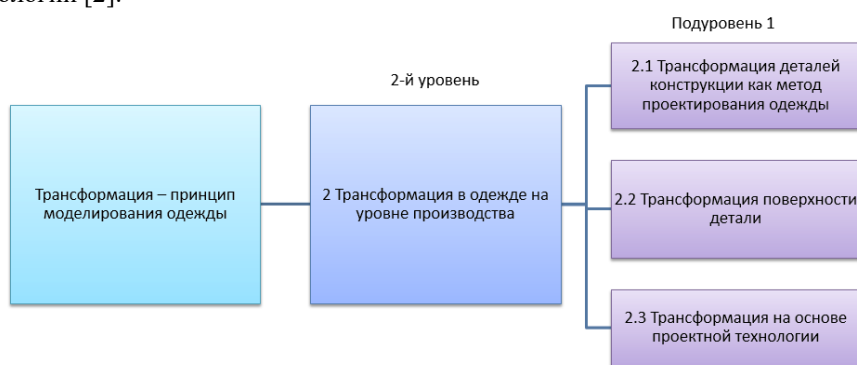 [2].
Подуровень 1
2-й уровень
2.1 Трансформация деталей
конструкции как метод
проектирования одежды
Трансформация – принцип
моделирования одежды
2 Трансформация в одежде на
уровне производства
2.2 Трансформация поверхности
детали
2.3 Трансформация на основе
проектной технологии